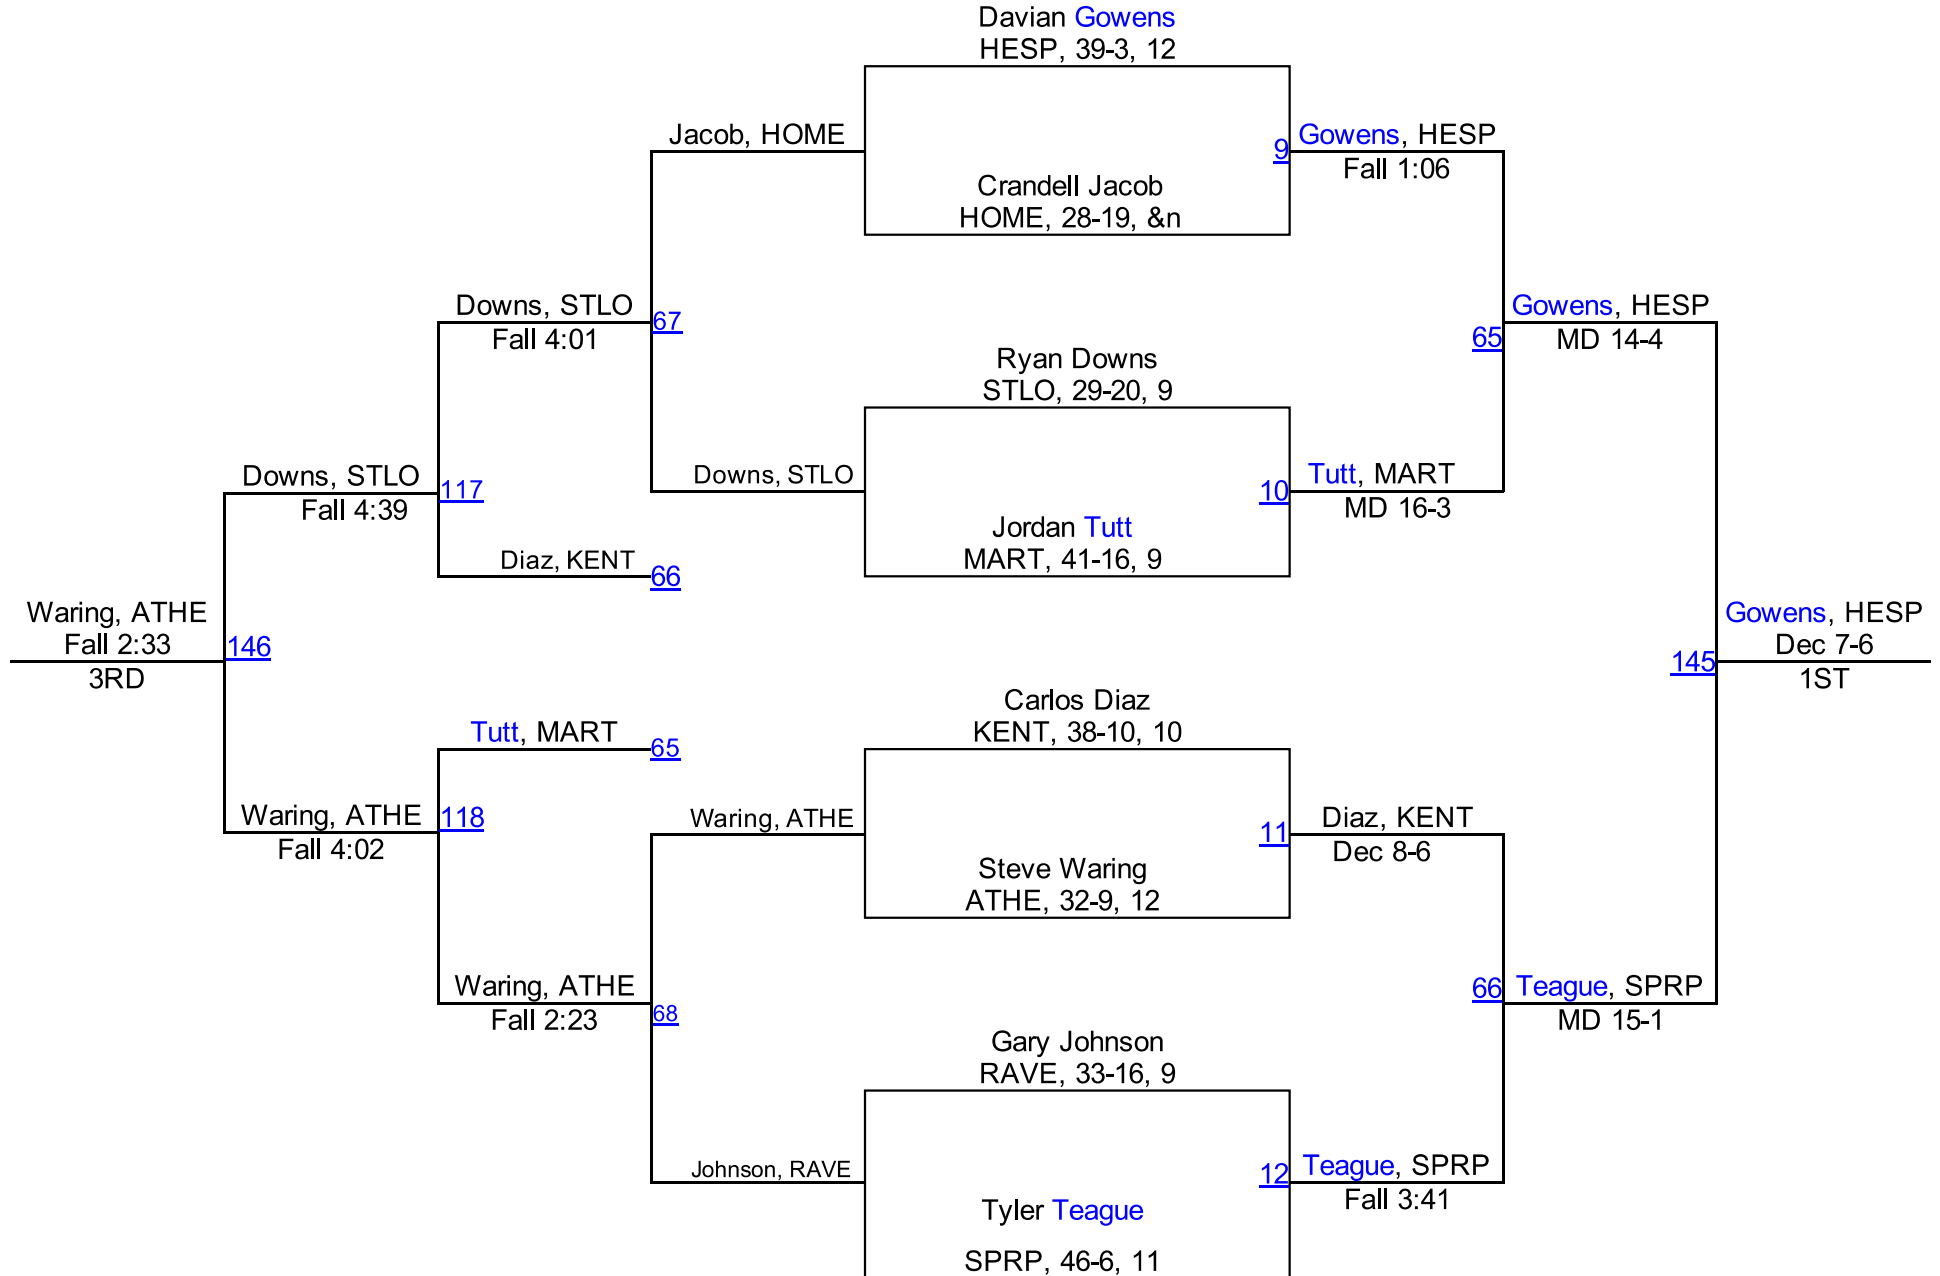 Davian Gowens
HESP, 39-3, 12
Jacob, HOME
9
Gowens, HESP
Fall 1:06
Crandell Jacob
HOME, 28-19, &n
Downs, STLO
Fall 4:01
67
Gowens, HESP
MD 14-4
65
Ryan Downs
STLO, 29-20, 9
Downs, STLO
Fall 4:39
117
Downs, STLO
10
Tutt, MART
MD 16-3
Jordan Tutt
MART, 41-16, 9
Diaz, KENT
66
Waring, ATHE
Fall 2:33
3RD
146
Gowens, HESP
Dec 7-6
1ST
145
Carlos Diaz
KENT, 38-10, 10
Tutt, MART
65
Waring, ATHE
Fall 4:02
118
Waring, ATHE
11
Diaz, KENT
Dec 8-6
Steve Waring
ATHE, 32-9, 12
Waring, ATHE
Fall 2:23
68
66
Teague, SPRP
MD 15-1
Gary Johnson
RAVE, 33-16, 9
Johnson, RAVE
12
Teague, SPRP
Fall 3:41
Tyler Teague
SPRP, 46-6, 11